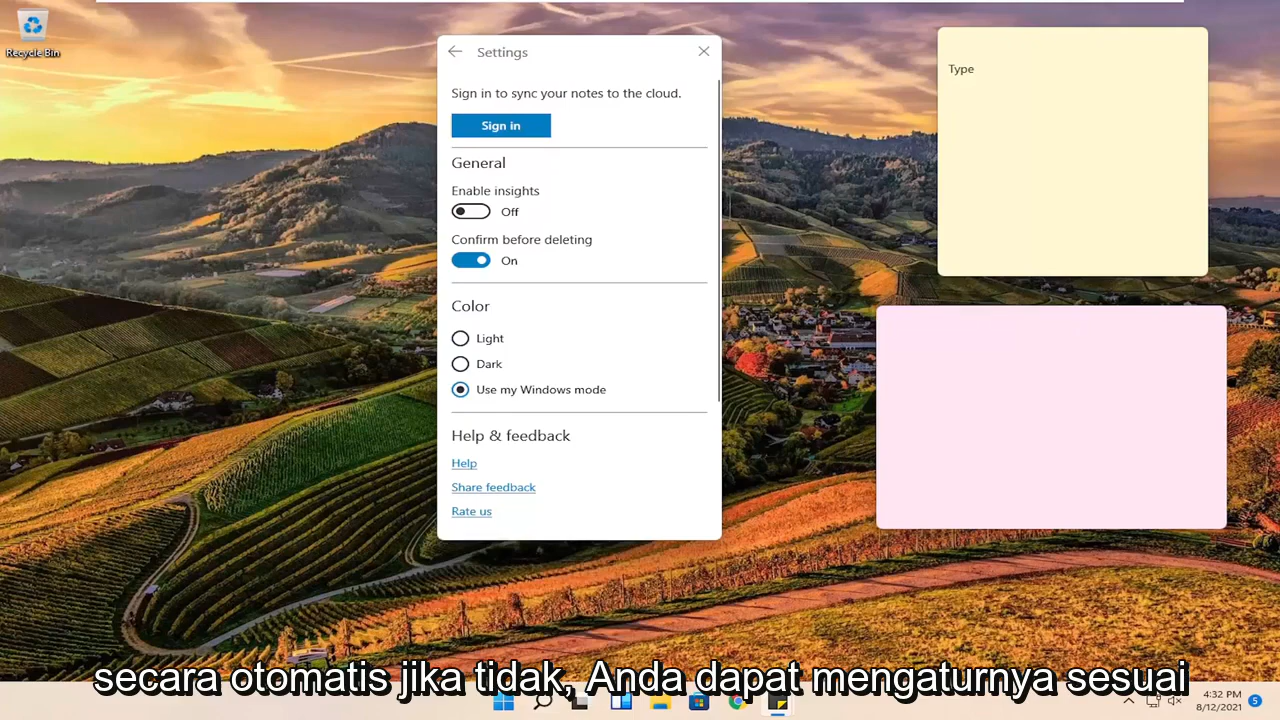 Recycle Bin
Settings
Sign in to sync your notes to the cloud.
Sign in
General
Enable insights
Off
Confirm before deleting
On
Color
Light
Dark
Use my Windows mode
Help & feedback
Help
Share feedback
Rate us
Type
secara otomatis jika tidak, Anda dapat mengaturnya sesuai
4:32 PM
8/12/2021
5